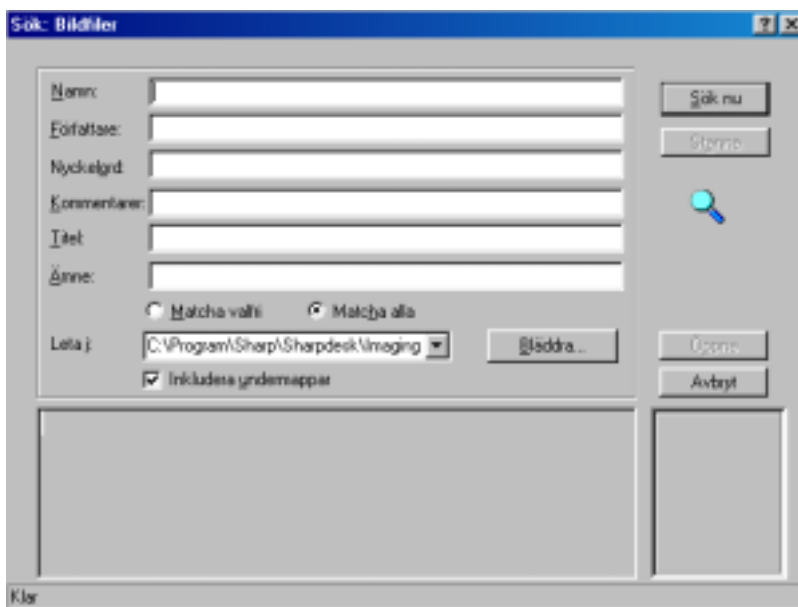 Sök: Bildfiler
Namn:
Sök nu
Författare:
Nyckelord:
Kommentarer:
Titel:
Ämne:
Matcha valfri
Matcha alla
Leta i:
C:\Program\Sharp\Sharpdesk\Imaging
Bläddra...
Öppna
Inkludera undermappar
Avbryt
Klar